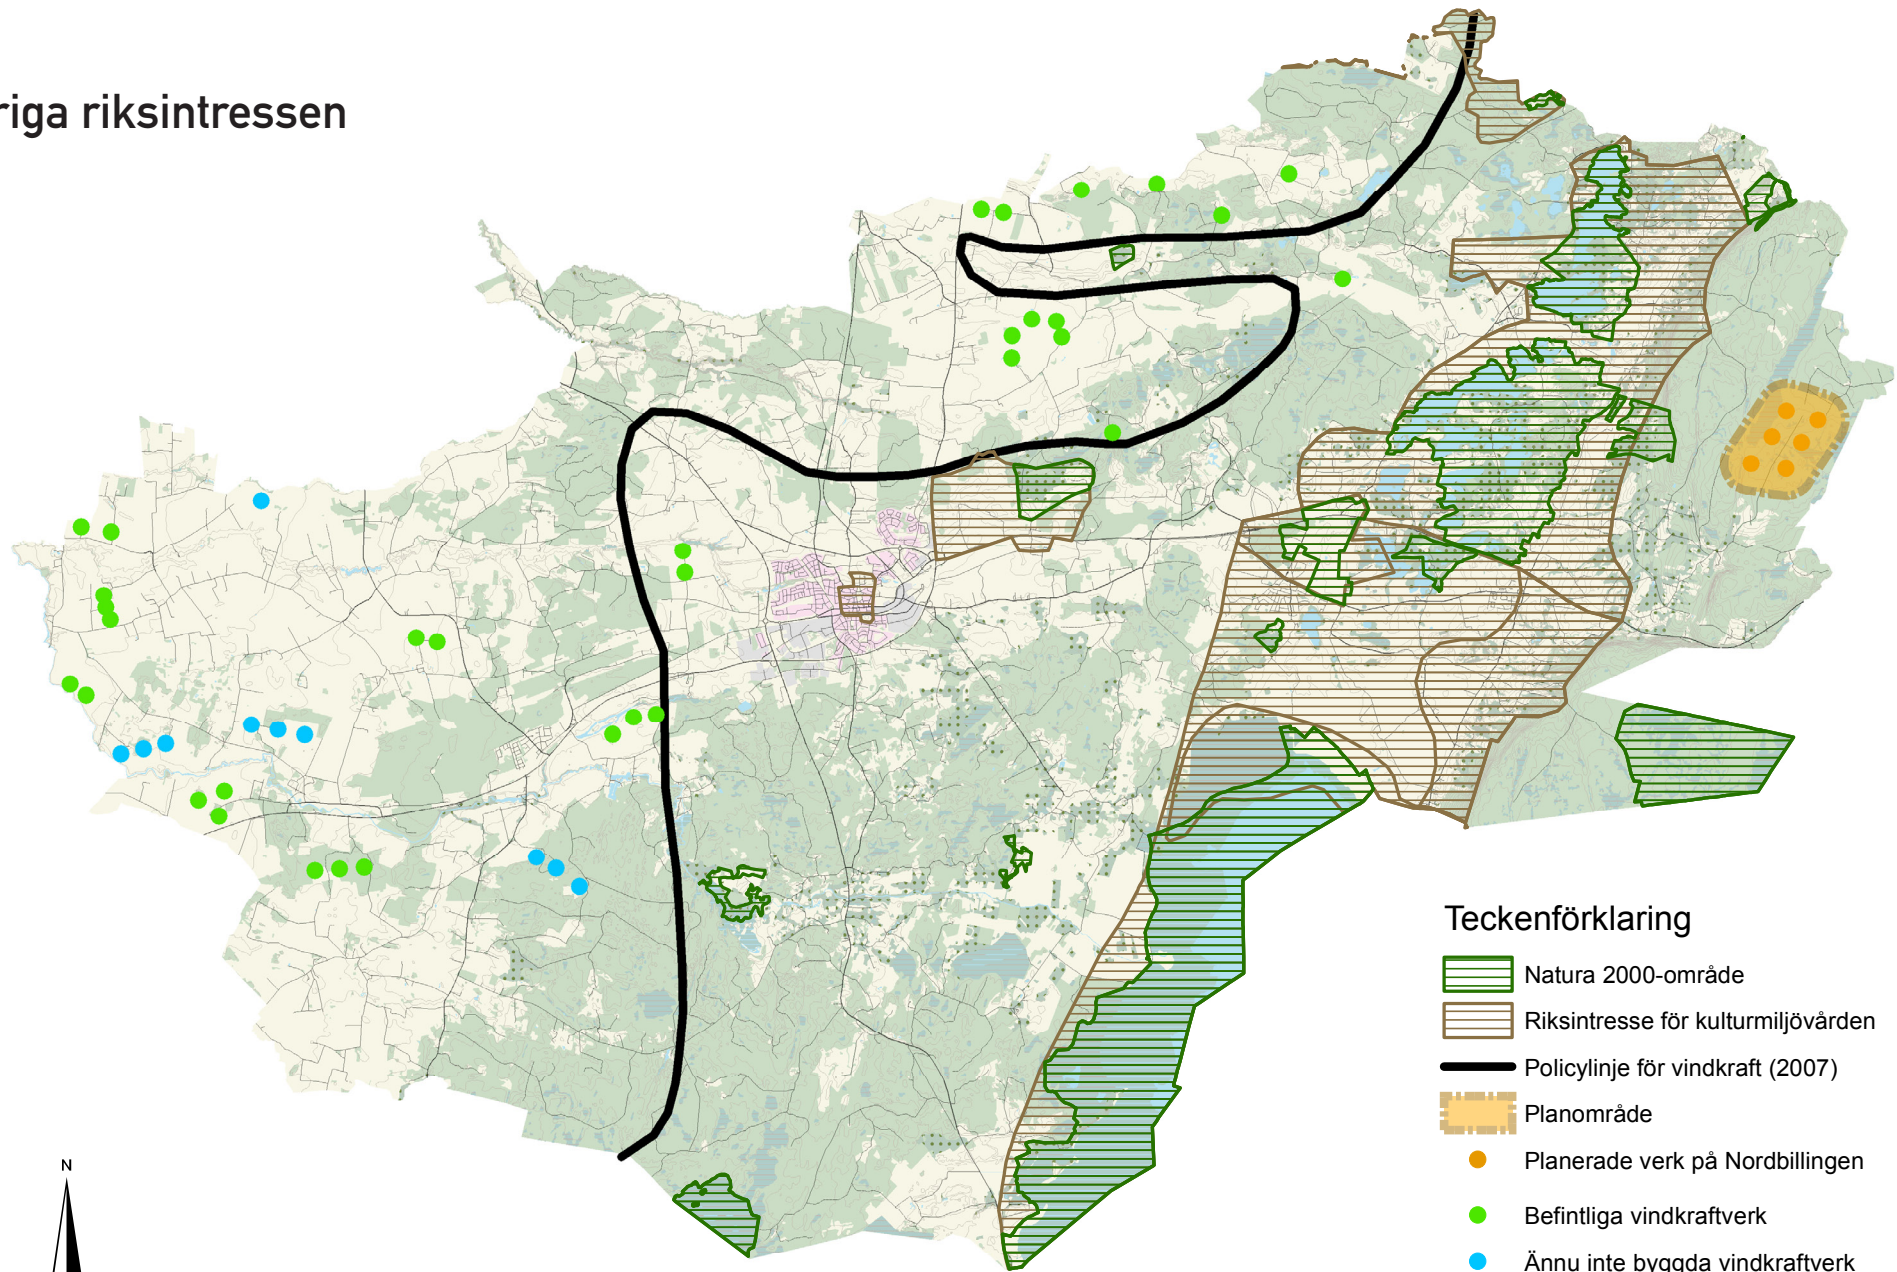 riga riksintressen
Teckenförklaring
Natura 2000-område
Riksintresse för kulturmiljövården
Policylinje för vindkraft (2007)
Planområde
Planerade verk på Nordbillingen
Befintliga vindkraftverk
Ännu inte byggda vindkraftverk
N